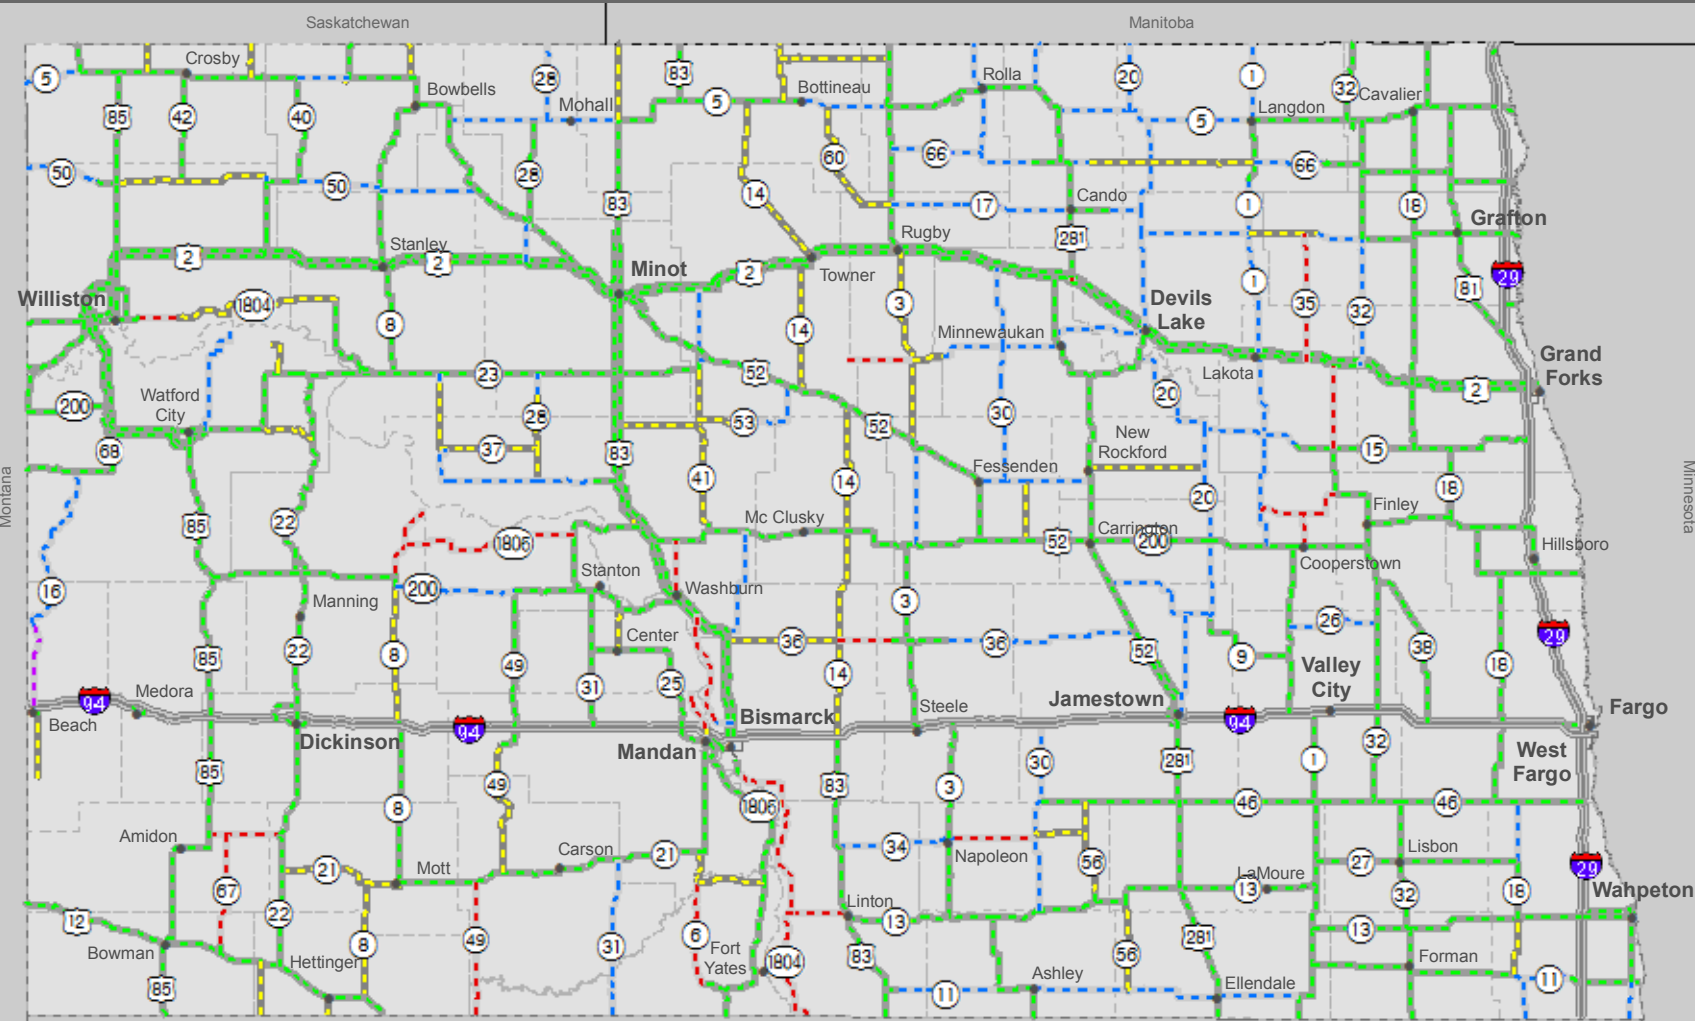 Saskatchewan
Manitoba
Crosby
5
85
42
40
Bowbells
28
Mohall
83
5
Bottineau
Rolla
20
1
32
Cavalier
Langdon
5
50
50
28
83
14
60
66
66
17
Cando
1
18
Grafton
281
Rugby
Stanley
2
2
Minot
2
Towner
Williston
1804
8
14
3
Minnewaukan
Devils
Lake
1
35
32
81
29
Grand
Forks
Lakota
2
23
52
200
Watford
City
68
28
37
53
52
30
20
New
Rockford
15
83
41
14
Fessenden
20
18
Montana
Minnesota
85
22
1806
Mc Clusky
52
Carrington
200
Finley
Hillsboro
Cooperstown
16
Manning
200
Stanton
Washburn
3
26
29
85
22
8
49
31
Center
25
36
14
36
52
9
Valley
City
38
18
94
Medora
Beach
Dickinson
94
Mandan
Bismarck
Steele
Jamestown
94
Fargo
West
Fargo
85
8
49
1806
83
3
30
281
1
32
46
46
Amidon
67
21
Mott
Carson
21
34
Napoleon
56
LaMoure
13
27
Lisbon
32
18
29
Wahpeton
12
Bowman
22
8
Hettinger
49
31
6
Fort
Yates
1804
Linton
13
83
56
281
13
Forman
85
11
Ashley
Ellendale
11